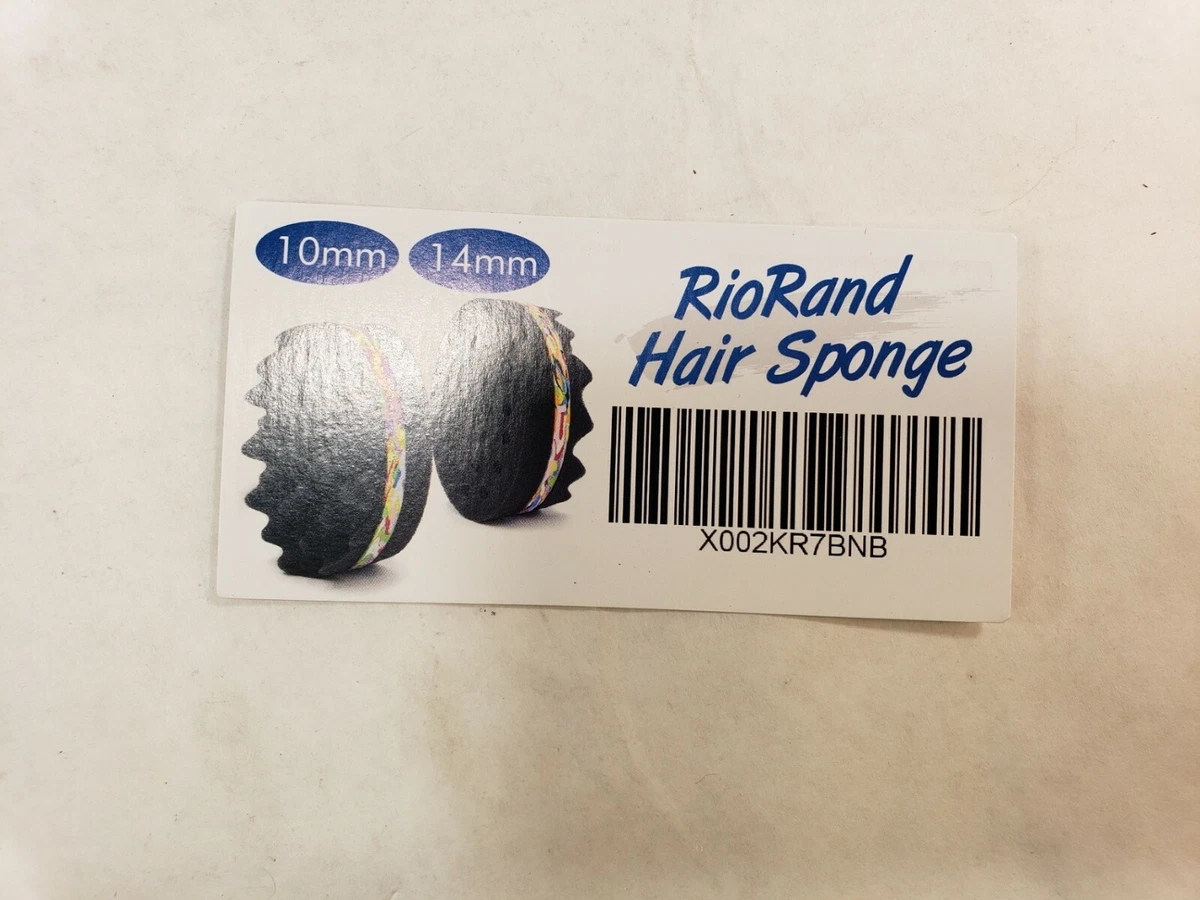 10mm 14mm
RioRand
Hair Sponge
X002KR7BNB